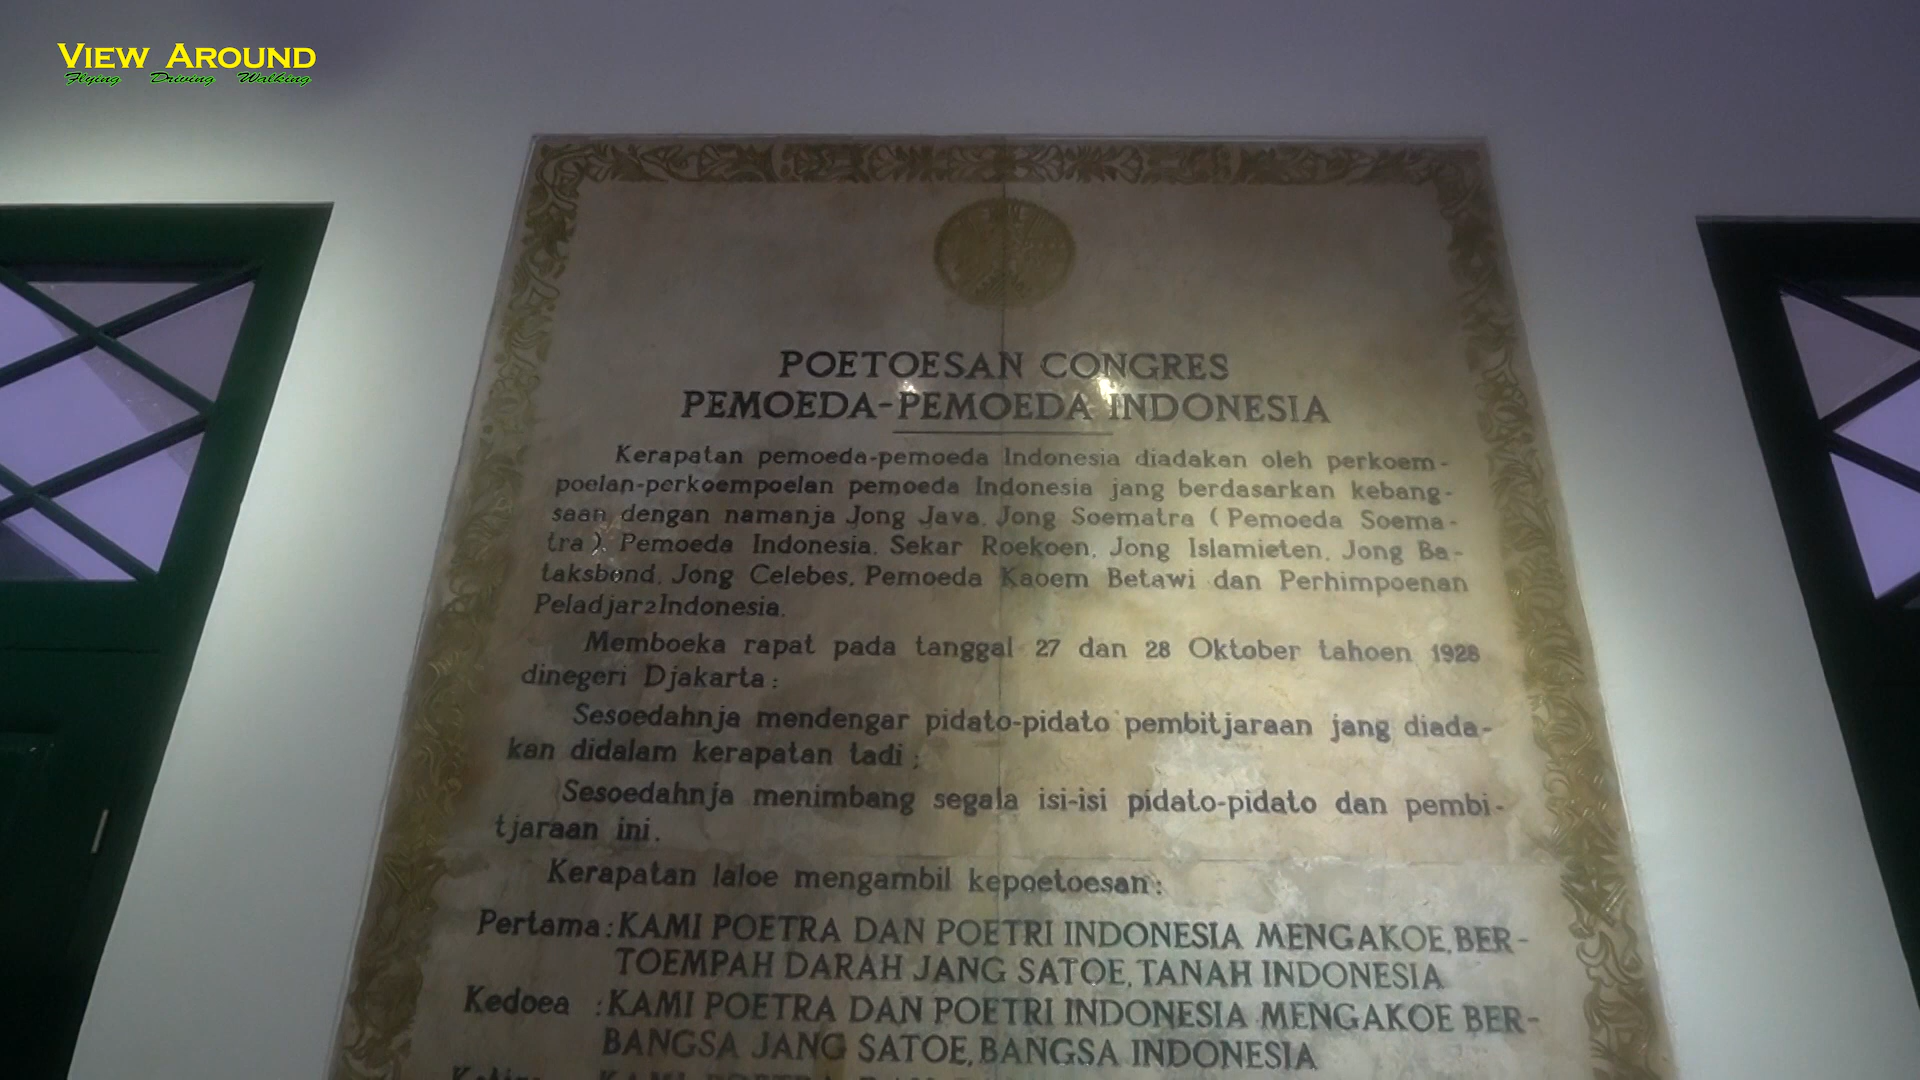 VIEW AROUND
Flying Driving Walking
POETOESAN CONGRES
PEMOEDA-PEMOEDA INDONESIA
Kerapatan pemoeda-pemoeda Indonesia diadakan oleh perkoem-
poelan-perkoempoelan pemoeda Indonesia jang berdasarkan kebang-
saan dengan namanja Jong Java, Jong Soematra (Pemoeda Soema-
tra), Pemoeda Indonesia, Sekar Roekoen, Jong Islamieten, Jong Ba-
taksbond, Jong Celebes, Pemoeda Kaoem Betawi dan Perhimpoenan
Peladjar2Indonesia.
Memboeka rapat pada tanggal 27 dan 28 Oktober tahoen 1928
dinegeri Djakarta:
Sesoedahnja mendengar pidato-pidato pembitjaraan jang diada-
kan didalam kerapatan tadi;
Sesoedahnja menimbang segala isi-isi pidato-pidato dan pembi-
tjaraan ini.
Kerapatan laloe mengambil kepoetoesan:
Pertama: KAMI POETRA DAN POETRI INDONESIA MENGAKOE, BER-
TOEMPAH DARAH JANG SATOE, TANAH INDONESIA
Kedoea : KAMI POETRA DAN POETRI INDONESIA MENGAKOE BER-
BANGSA JANG SATOE, BANGSA INDONESIA